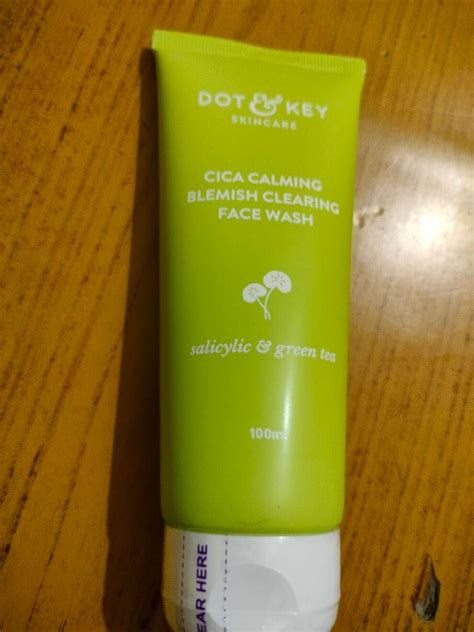 DOT & KEY
SKINCARE
CICA CALMING
BLEMISH CLEARING
FACE WASH
salicylic & green tea
100ml
EAR HERE